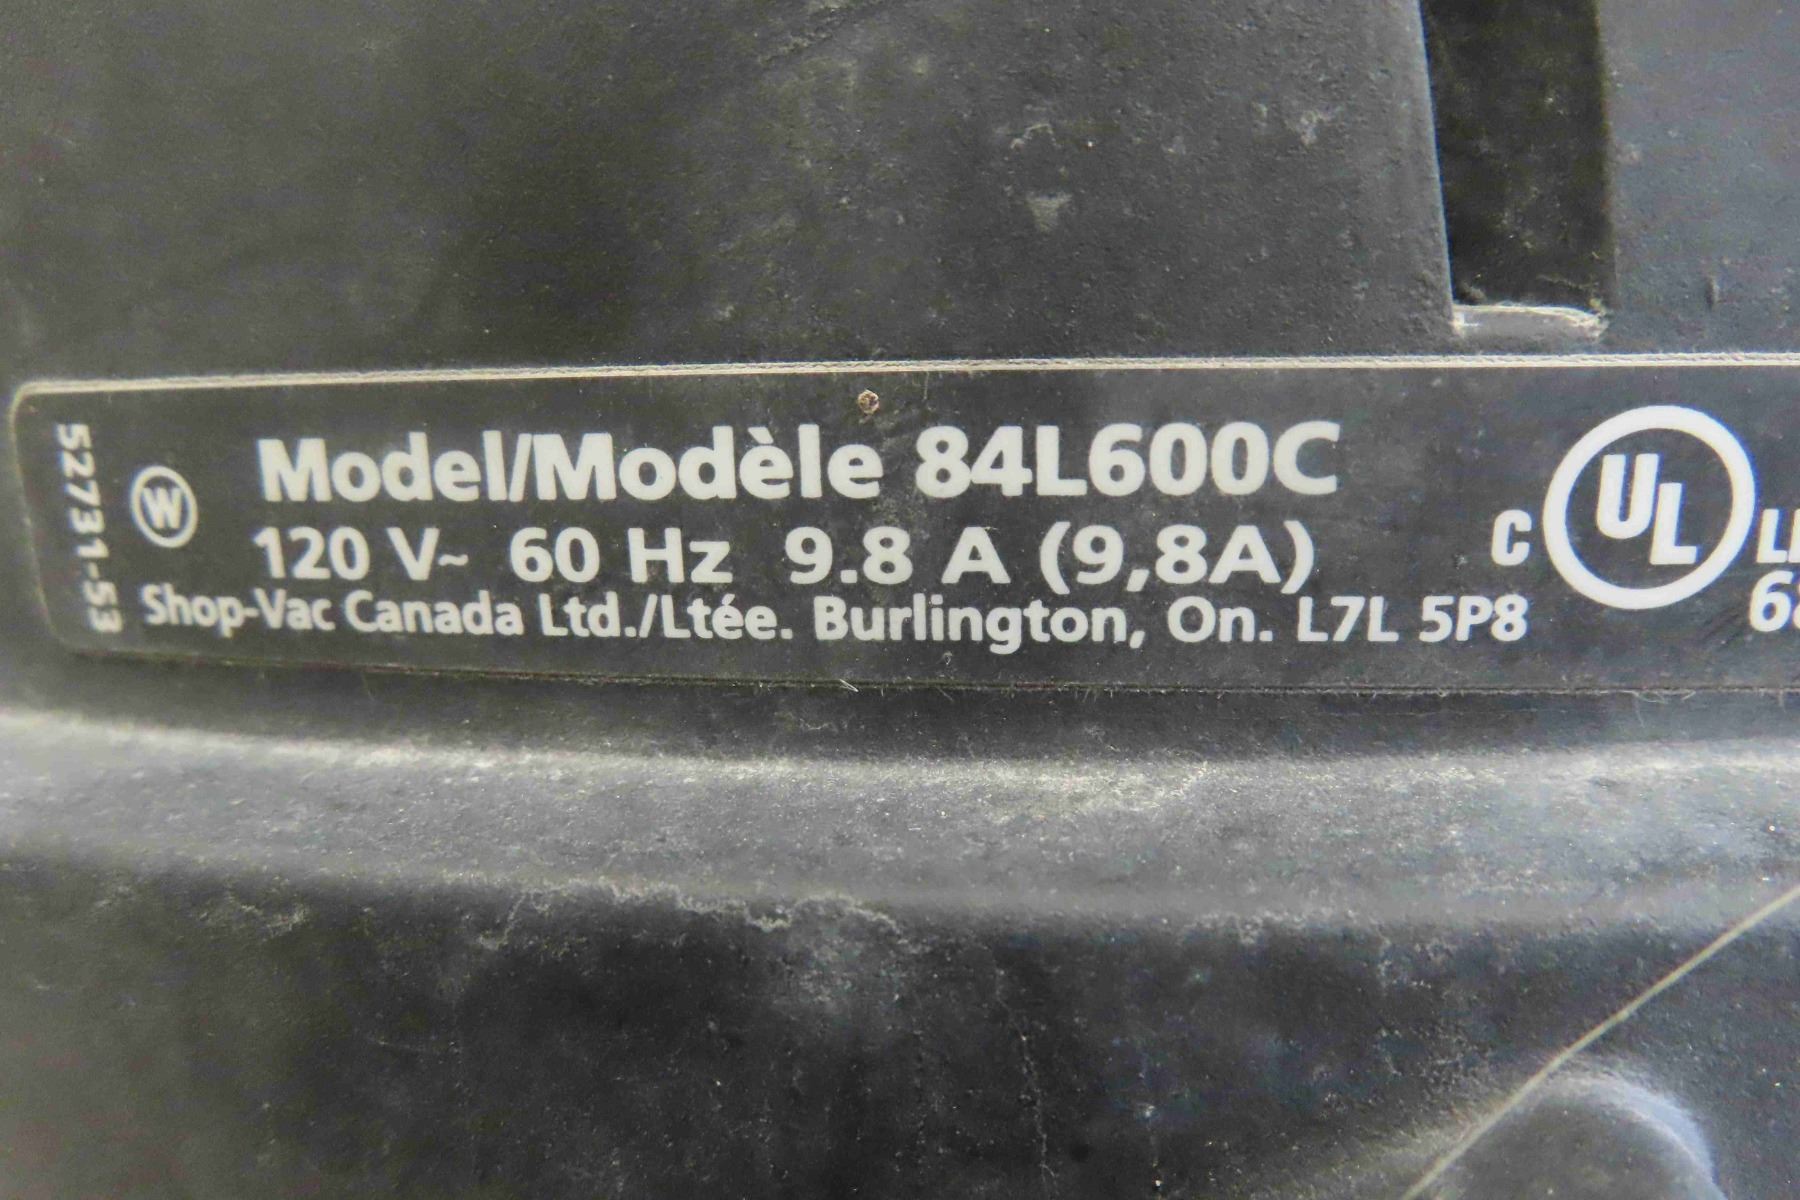 52731-53
W
Model/Modèle 84L600C
120 V~ 60 Hz 9.8 A (9,8A)
Shop-Vac Canada Ltd./Ltée. Burlington, On. L7L 5P8
C UL